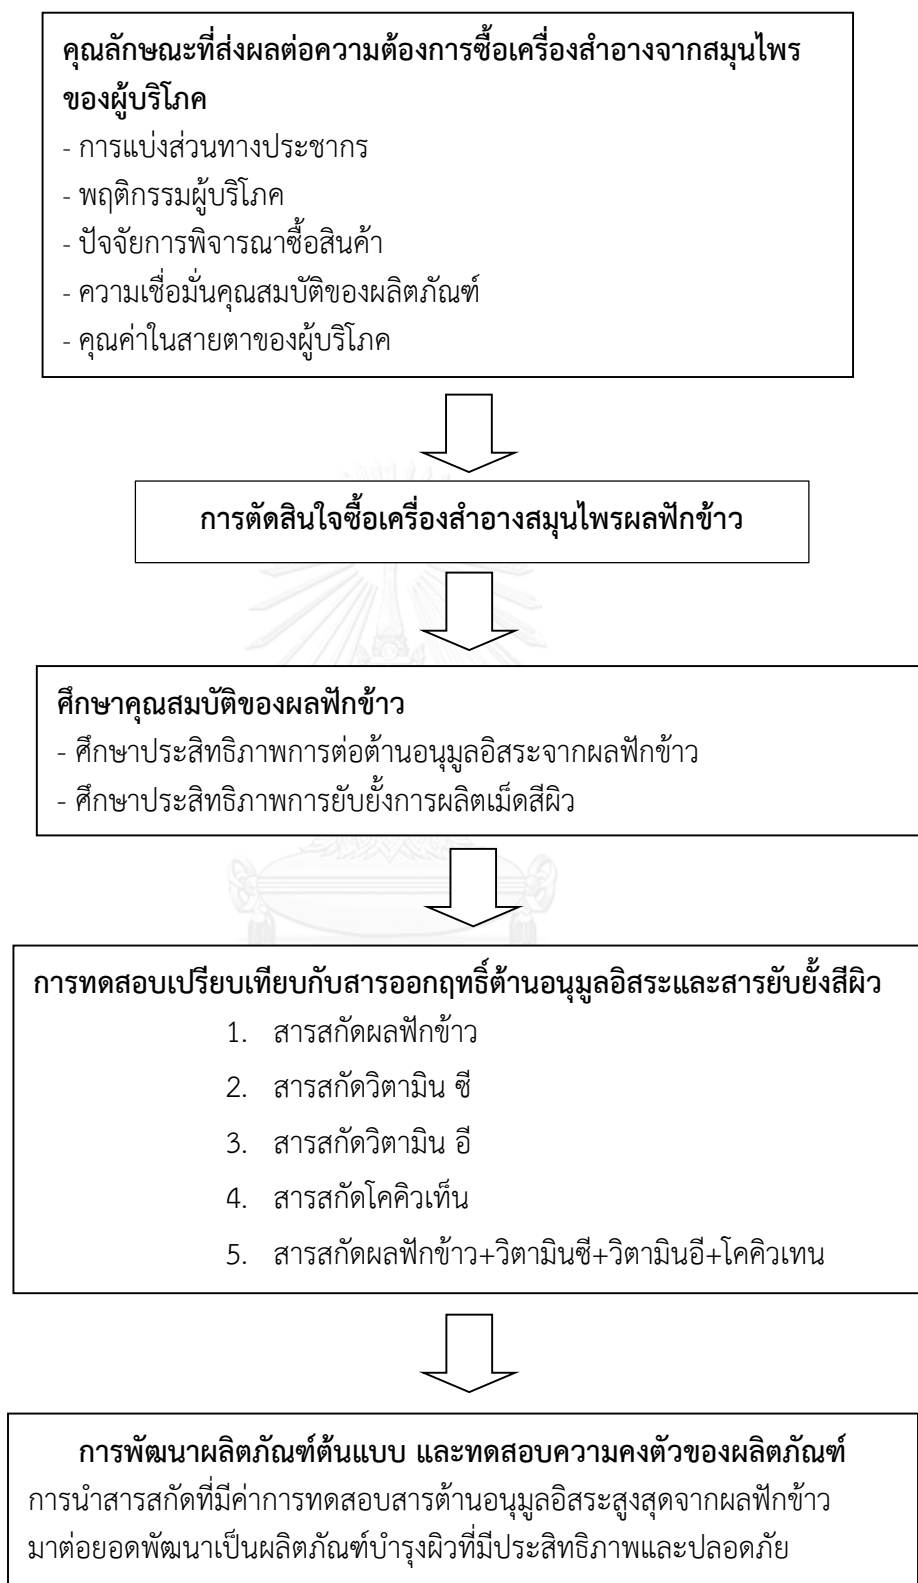 คุณลักษณะที่ส่งผลต่อความต้องการซื้อเครื่องสำอางจากสมุนไพร
ของผู้บริโภค
- การแบ่งส่วนทางประชากร
- พฤติกรรมผู้บริโภค
- ปัจจัยการพิจารณาซื้อสินค้า
- ความเชื่อมั่นคุณสมบัติของผลิตภัณฑ์
- คุณค่าในสายตาของผู้บริโภค
การตัดสินใจซื้อเครื่องสำอางสมุนไพรผลฟักข้าว
ศึกษาคุณสมบัติของผลฟักข้าว
- ศึกษาประสิทธิภาพการต่อต้านอนุมูลอิสระจากผลฟักข้าว
- ศึกษาประสิทธิภาพการยับยั้งการผลิตเม็ดสีผิว
การทดสอบเปรียบเทียบกับสารออกฤทธิ์ต้านอนุมูลอิสระและสารยับยั้งสีผิว
1. สารสกัดผลฟักข้าว
2. สารสกัดวิตามิน ซี
3. สารสกัดวิตามิน อี
4. สารสกัดโคคิวเท็น
5. สารสกัดผลฟักข้าว+วิตามินซี+วิตามินอี+โคคิวเทน
การพัฒนาผลิตภัณฑ์ต้นแบบ และทดสอบความคงตัวของผลิตภัณฑ์
การนำสารสกัดที่มีค่าการทดสอบสารต้านอนุมูลอิสระสูงสุดจากผลฟักข้าว
มาต่อยอดพัฒนาเป็นผลิตภัณฑ์บำรุงผิวที่มีประสิทธิภาพและปลอดภัย